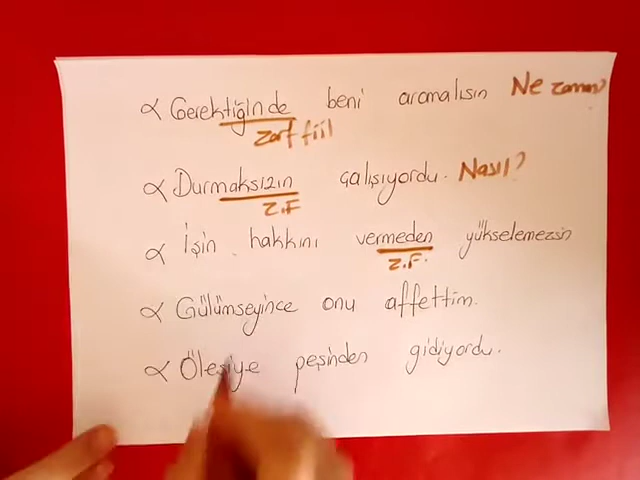 ∝ Gerektiğinde beni aramalısın Ne zaman?
zarf fiil
∝ Durmaksızın çalışıyordu. Nasıl?
Z.F
∝ İşin hakkını vermeden yükselemezsin
Z.F.
∝ Gülümseyince onu affettim.
∝ Ölesiye peşinden gidiyordu.